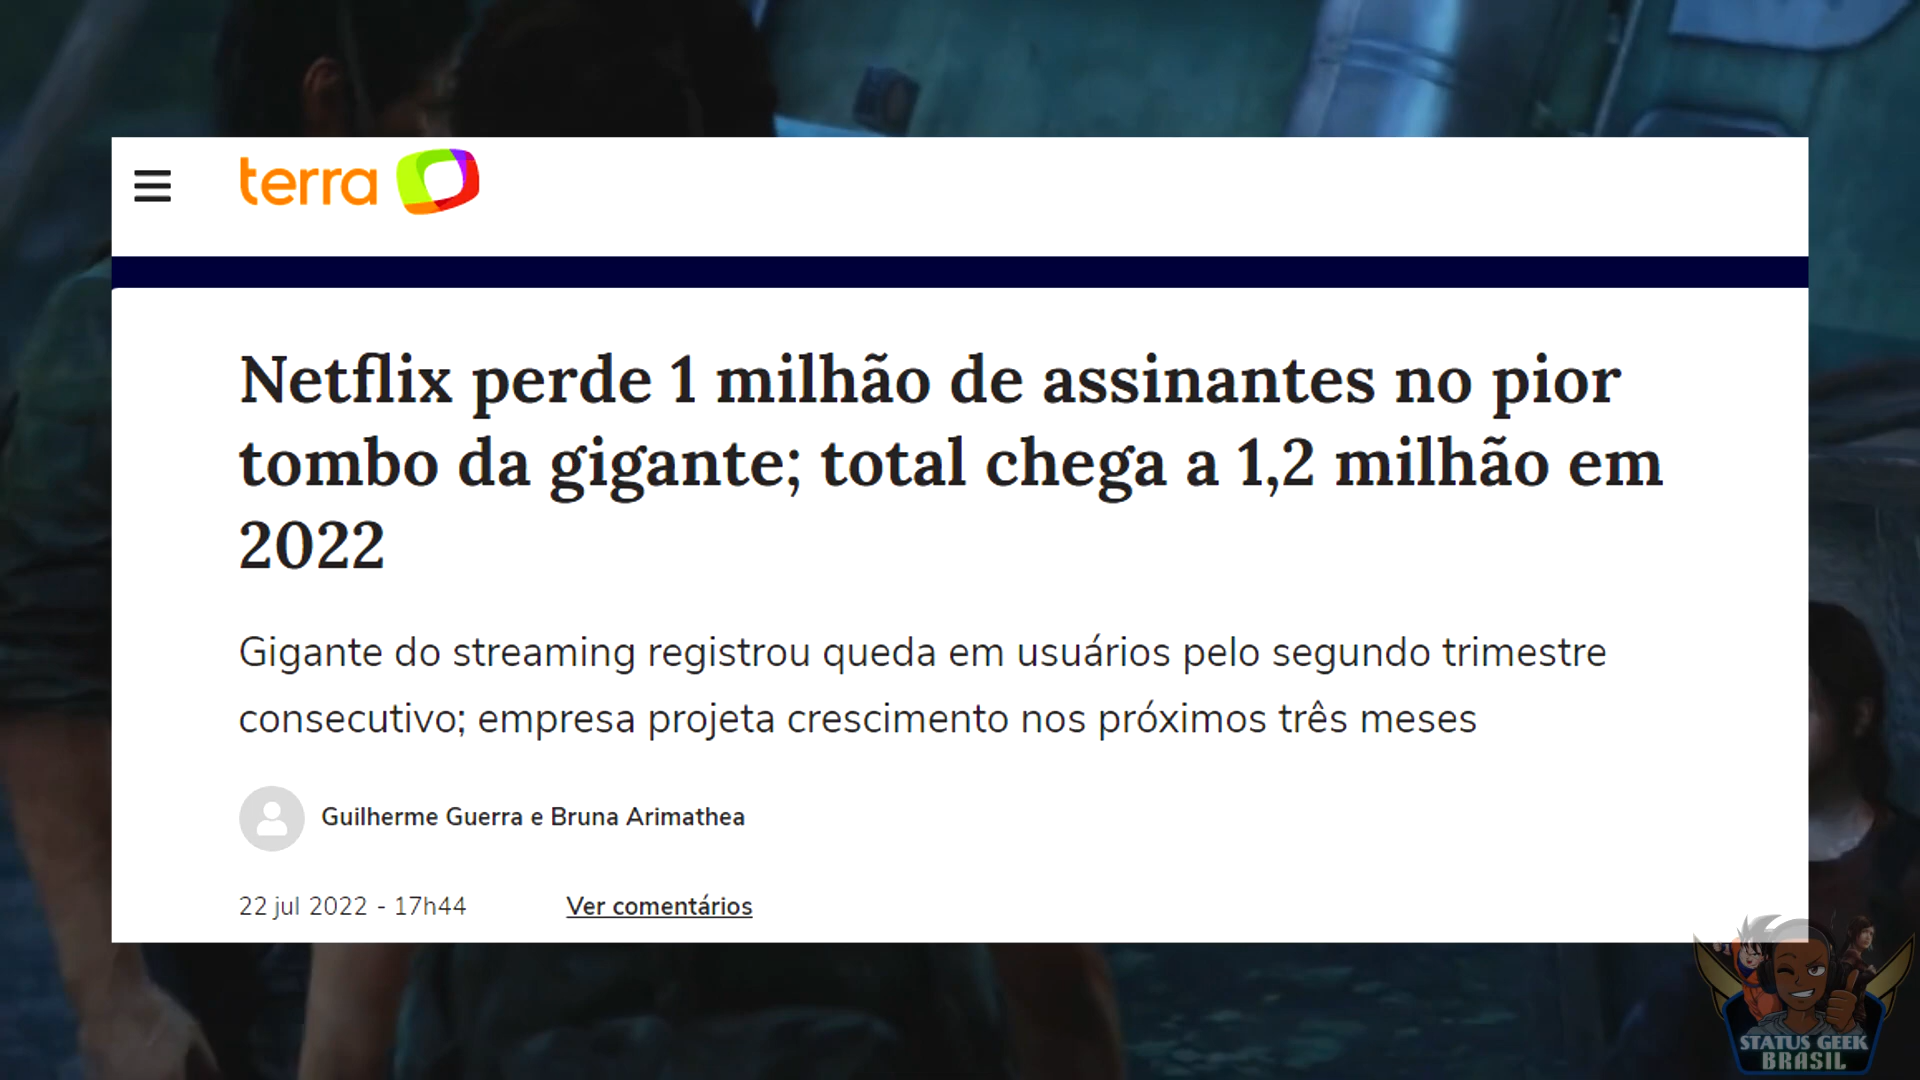 terra
Netflix perde 1 milhão de assinantes no pior
tombo da gigante; total chega a 1,2 milhão em
2022
Gigante do streaming registrou queda em usuários pelo segundo trimestre
consecutivo; empresa projeta crescimento nos próximos três meses
Guilherme Guerra e Bruna Arimathea
22 jul 2022 - 17h44 Ver comentários
STATUS GEEK
BRASIL